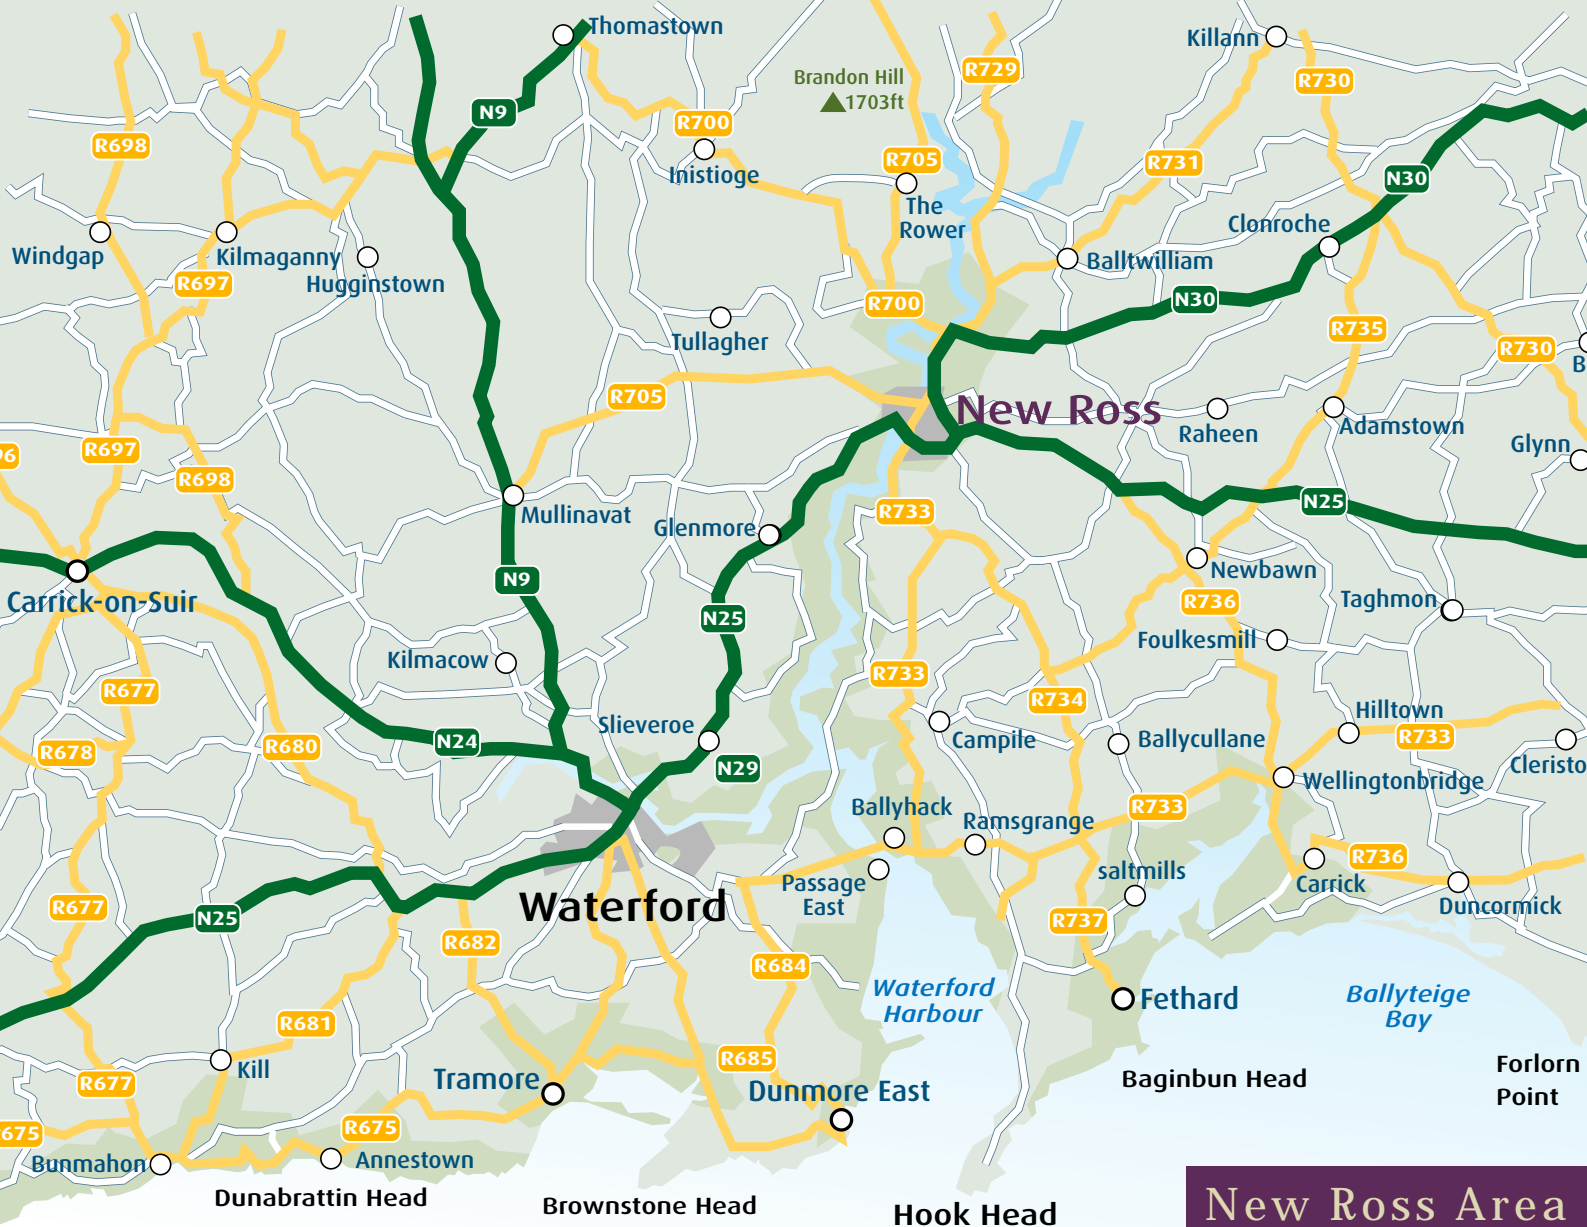 Thomastown
Killann
R729
Brandon Hill
1703ft
R730
N9
R700
R698
R705
R731
Inistioge
N30
The
Rower
Clonroche
Windgap
Kilmaganny
Balltwilliam
R697
Hugginstown
N30
R700
Tullagher
R735
R730
B
R705
New Ross
Raheen
Adamstown
Glynn
R697
96
R698
Mullinavat
Glenmore
R733
N25
N9
Newbawn
Carrick-on-Suir
N25
R736
Taghmon
Foulkesmill
Kilmacow
R733
R677
R734
Hilltown
Slieveroe
R733
R678
R680
N24
Campile
Ballycullane
Cleristo
N29
Wellingtonbridge
Ballyhack
R733
Ramsgrange
R736
saltmills
Passage
East
Carrick
R677
N25
Waterford
Duncormick
R737
R682
R684
Waterford
Harbour
Fethard
Ballyteige
Bay
R681
R685
Kill
Forlorn
Point
R677
Tramore
Baginbun Head
Dunmore East
675
R675
Bunmahon
Annestown
Dunabrattin Head
Brownstone Head
Hook Head
New Ross Area